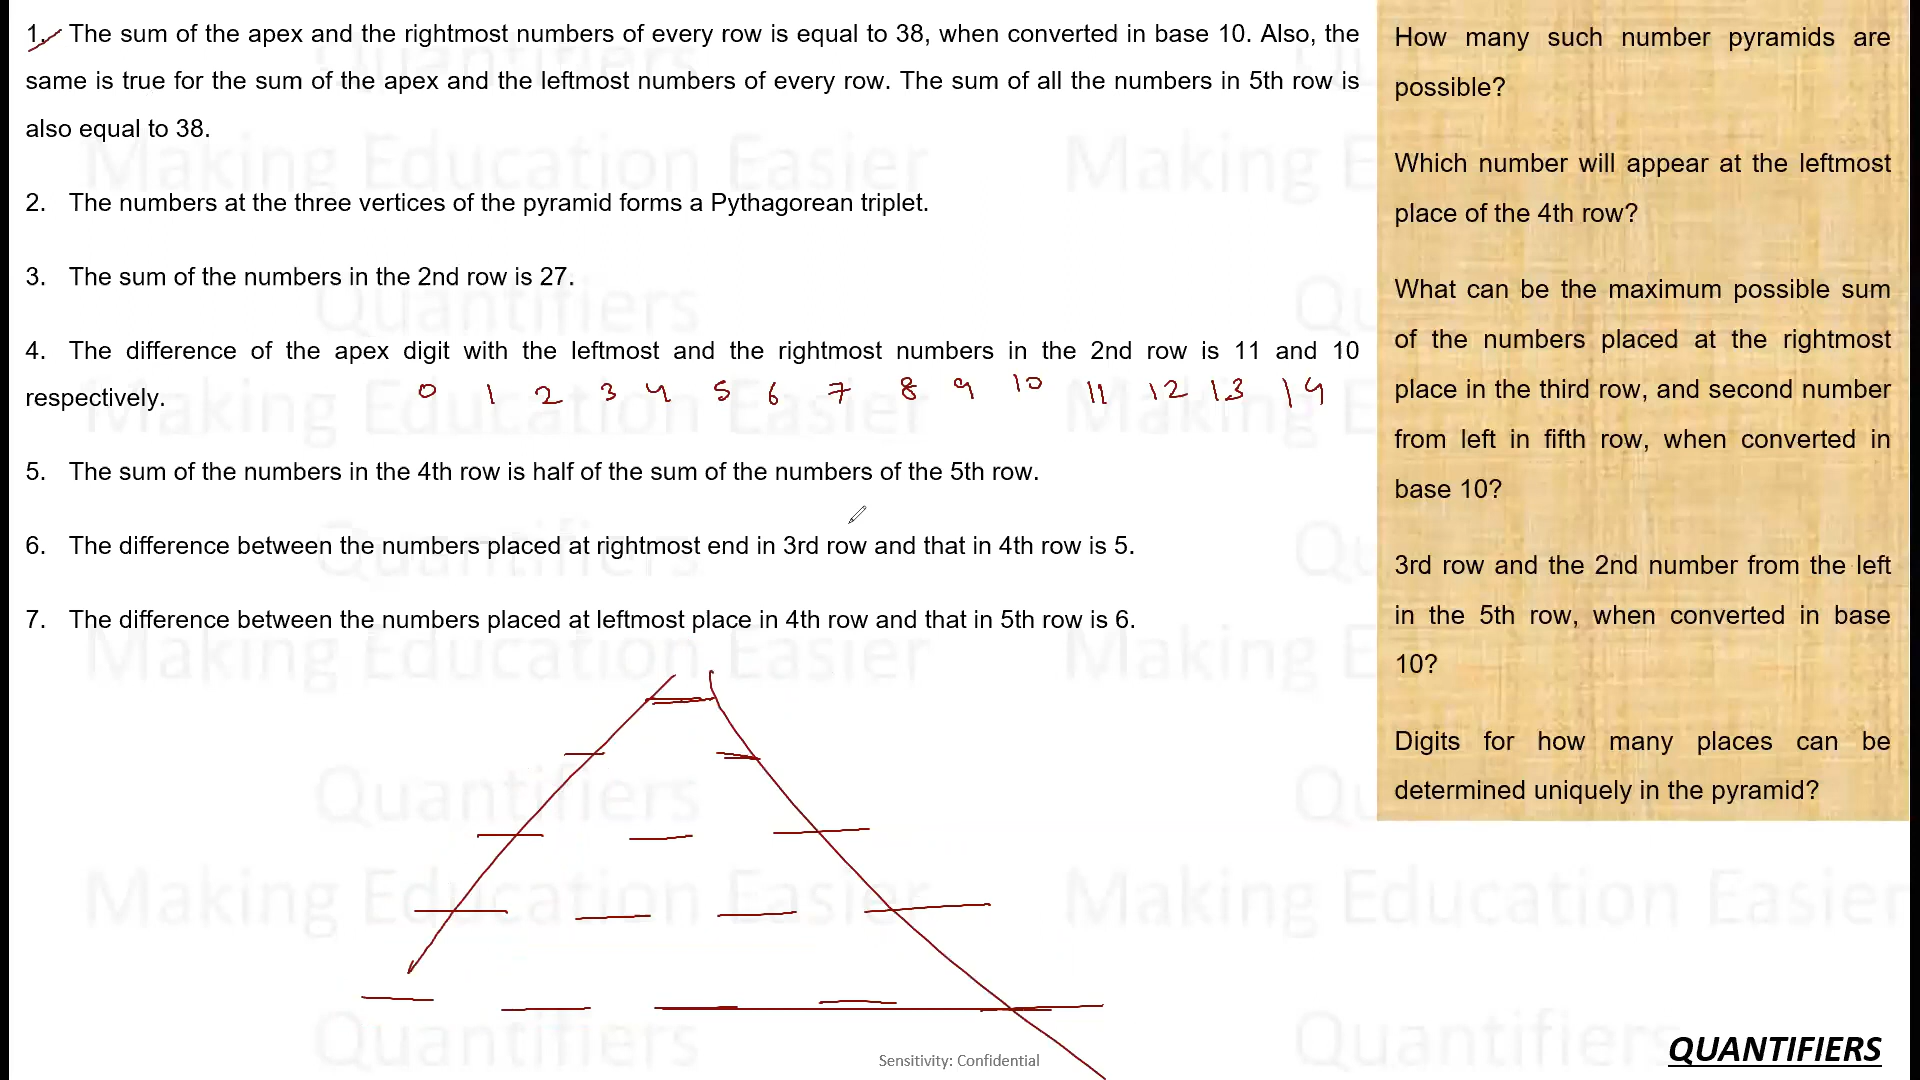 1. The sum of the apex and the rightmost numbers of every row is equal to 38, when converted in base 10. Also, the
same is true for the sum of the apex and the leftmost numbers of every row. The sum of all the numbers in 5th row is
also equal to 38.
2. The numbers at the three vertices of the pyramid forms a Pythagorean triplet.
3. The sum of the numbers in the 2nd row is 27.
4. The difference of the apex digit with the leftmost and the rightmost numbers in the 2nd row is 11 and 10
respectively.
0 1 2 3 4 5 6 7 8 9 10 11 12 13 14
5. The sum of the numbers in the 4th row is half of the sum of the numbers of the 5th row.
6. The difference between the numbers placed at rightmost end in 3rd row and that in 4th row is 5.
7. The difference between the numbers placed at leftmost place in 4th row and that in 5th row is 6.
How many such number pyramids are
possible?
Which number will appear at the leftmost
place of the 4th row?
What can be the maximum possible sum
of the numbers placed at the rightmost
place in the third row, and second number
from left in fifth row, when converted in
base 10?
3rd row and the 2nd number from the left
in the 5th row, when converted in base
10?
Digits for how many places can be
determined uniquely in the pyramid?
Quantifiers
Making Education Easier
Sensitivity: Confidential
QUANTIFIERS